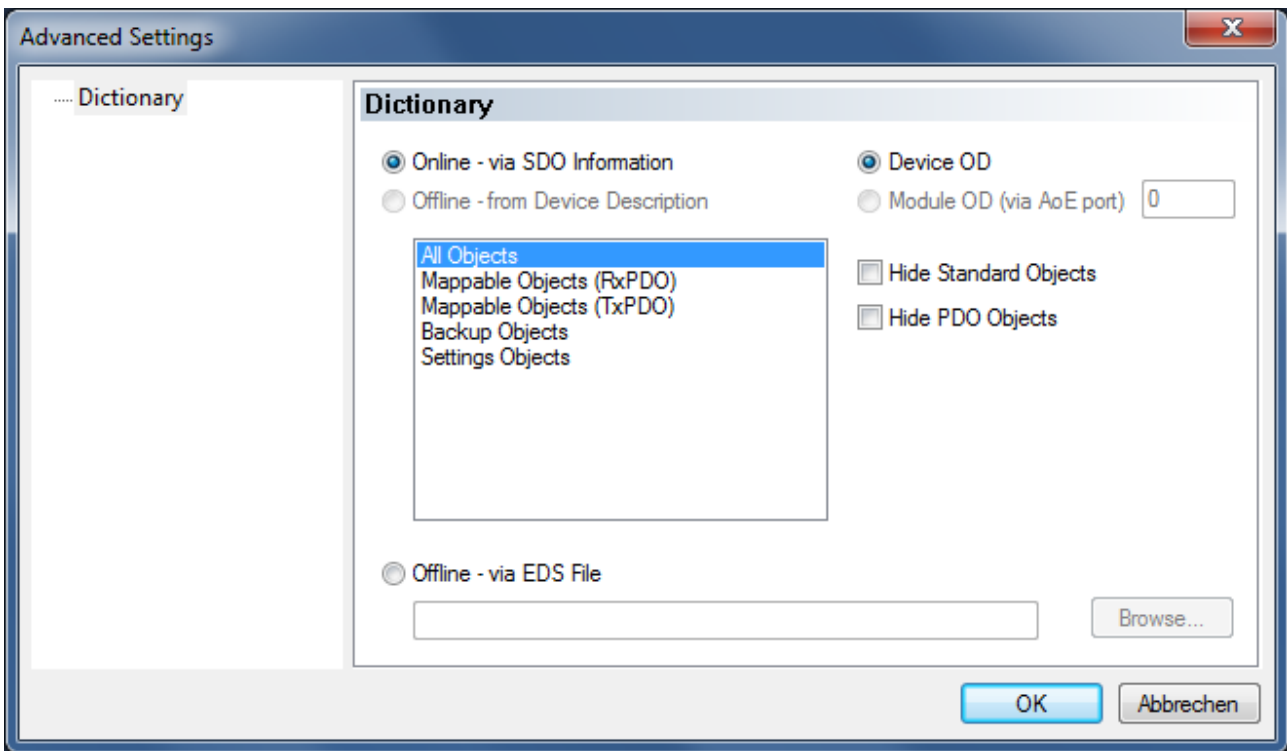 Advanced Settings
Dictionary
Dictionary
Online - via SDO Information
Device OD
Offline - from Device Description
Module OD (via AoE port) 0
All Objects
Mappable Objects (RxPDO)
Mappable Objects (TxPDO)
Backup Objects
Settings Objects
Hide Standard Objects
Hide PDO Objects
Offline - via EDS File
Browse...
OK
Abbrechen